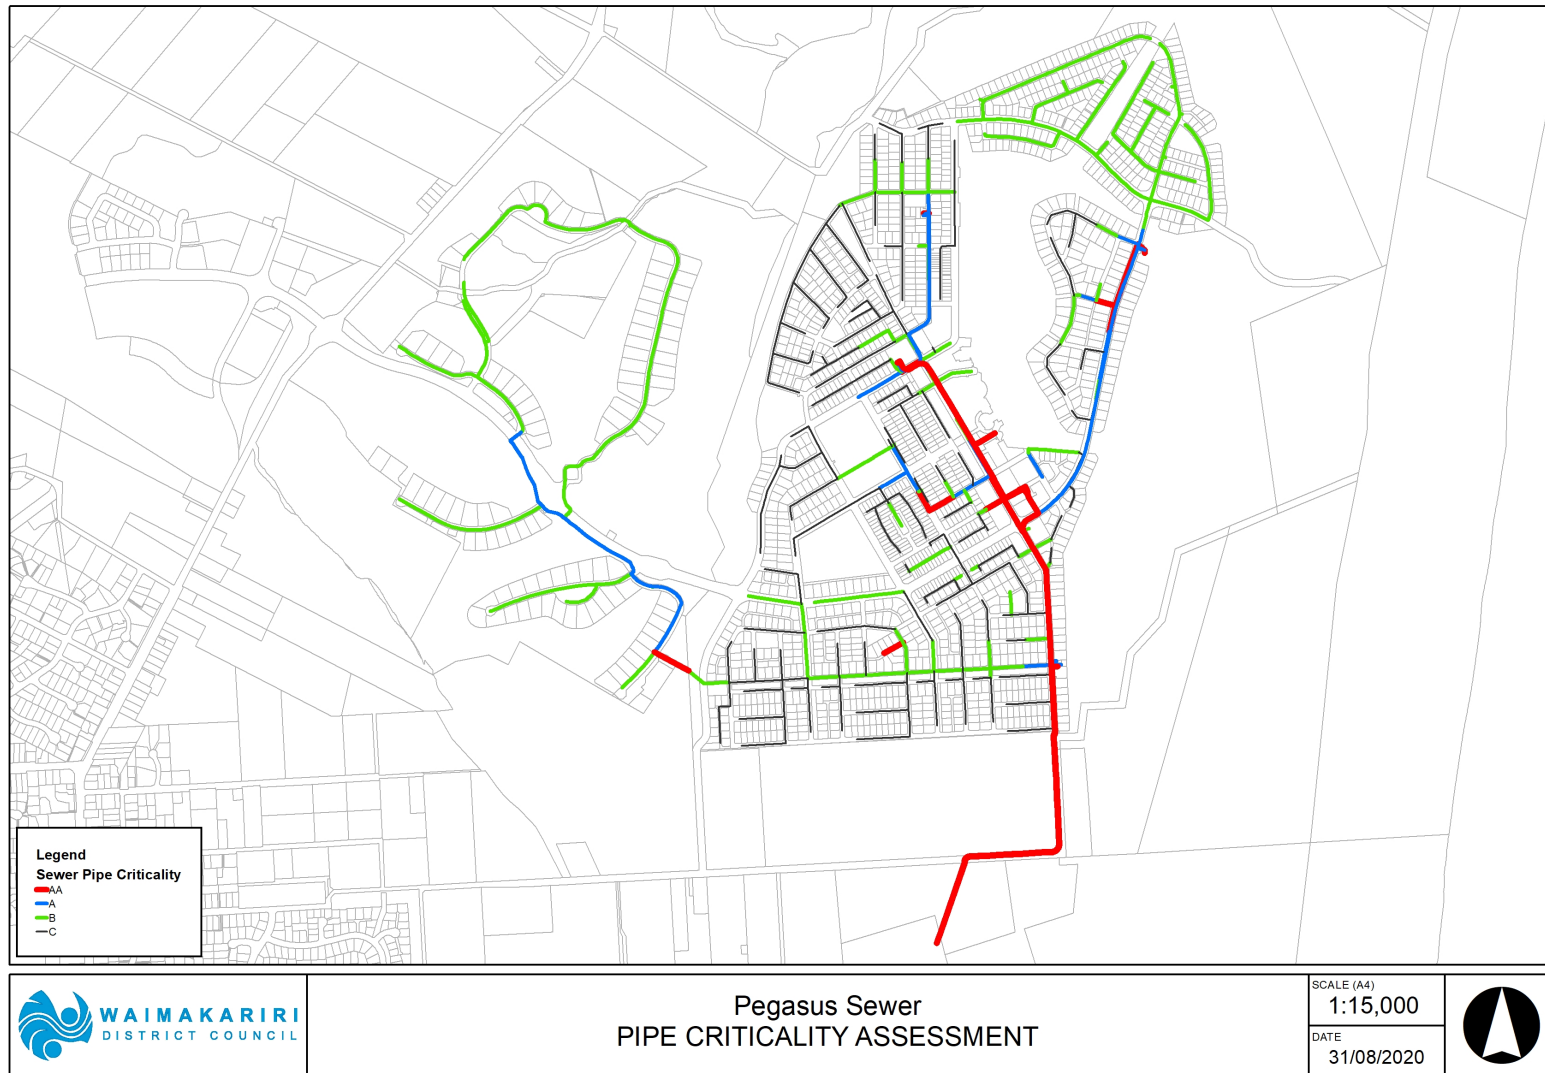 Legend
Sewer Pipe Criticality
AA
A
B
C
WAIMAKARIRI
DISTRICT COUNCIL
Pegasus Sewer
PIPE CRITICALITY ASSESSMENT
SCALE (A4)
1:15,000
DATE
31/08/2020